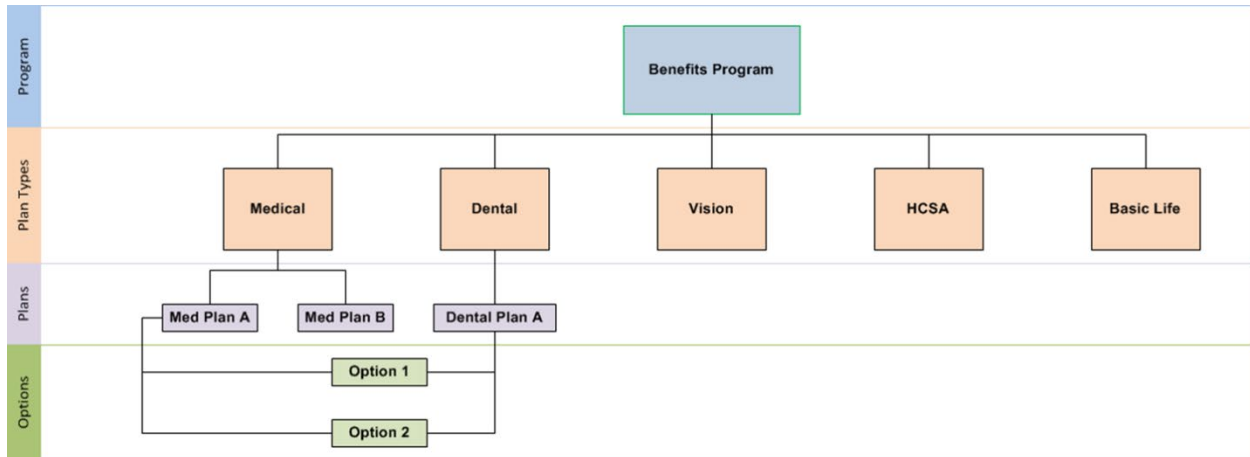 Program
Benefits Program
Plan Types
Medical
Dental
Vision
HCSA
Basic Life
Plans
Med Plan A
Med Plan B
Dental Plan A
Options
Option 1
Option 2